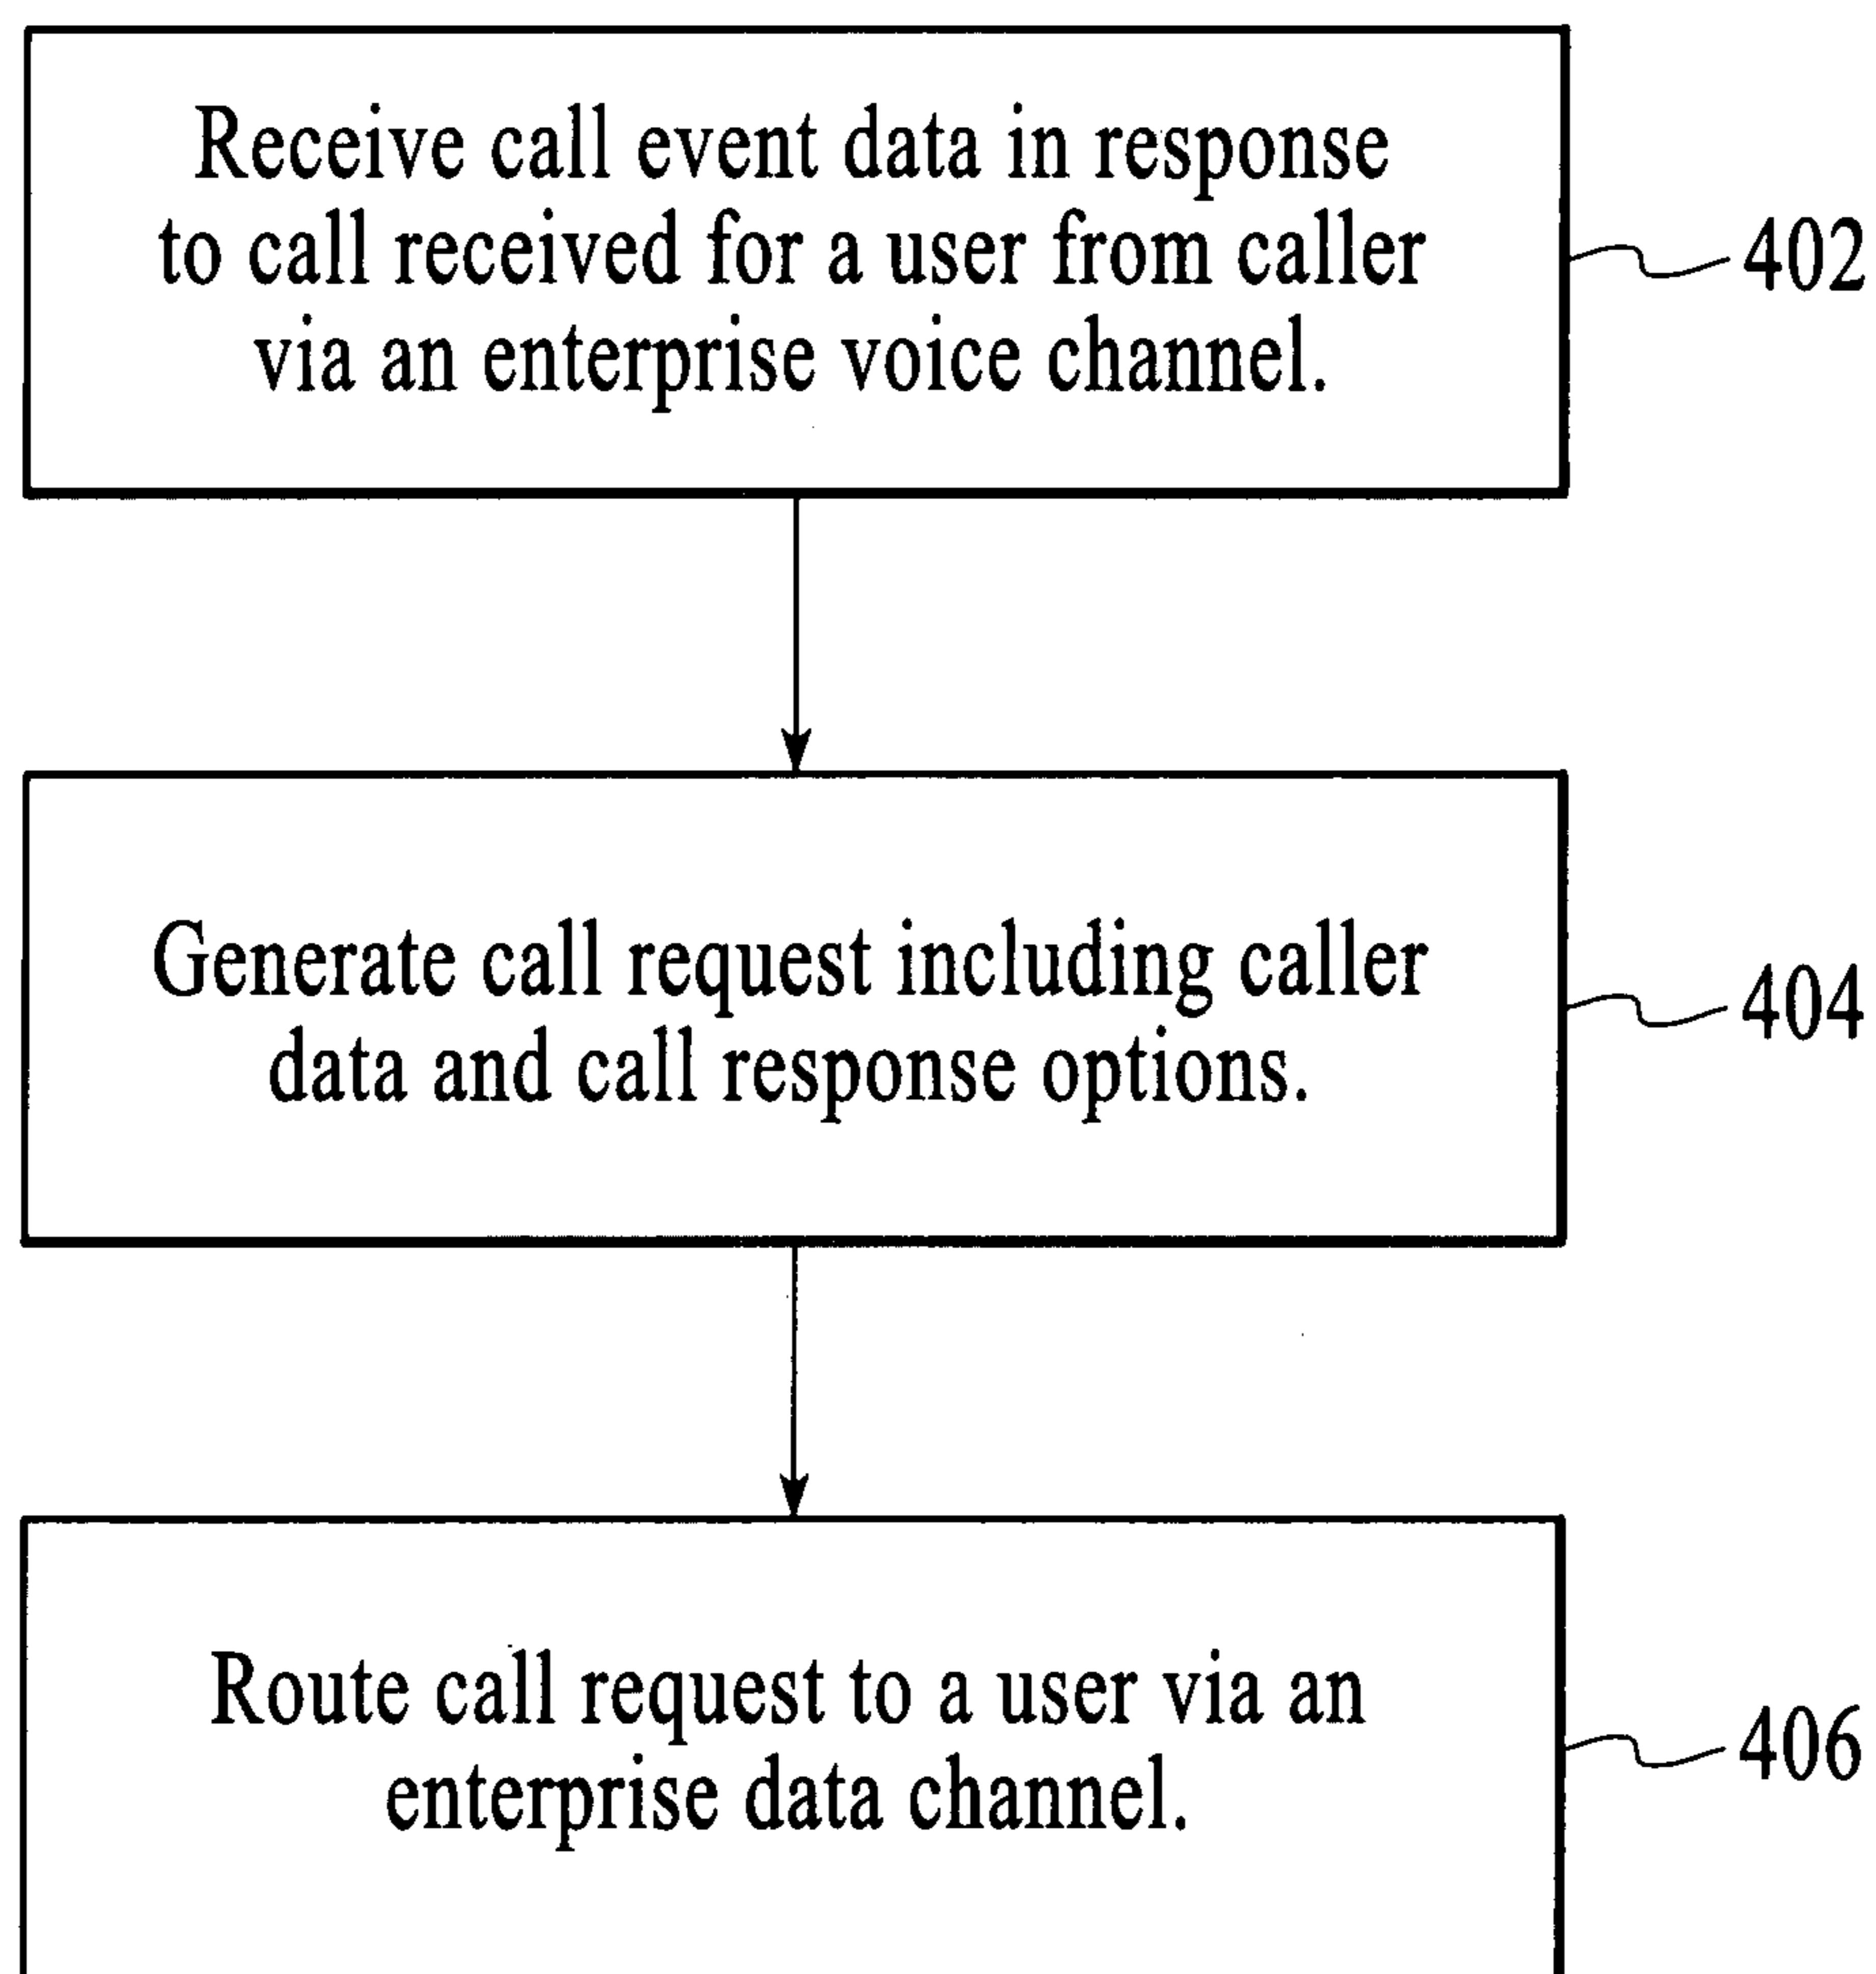 Receive call event data in response
to call received for a user from caller
via an enterprise voice channel.
402
Generate call request including caller
data and call response options.
404
Route call request to a user via an
enterprise data channel.
406